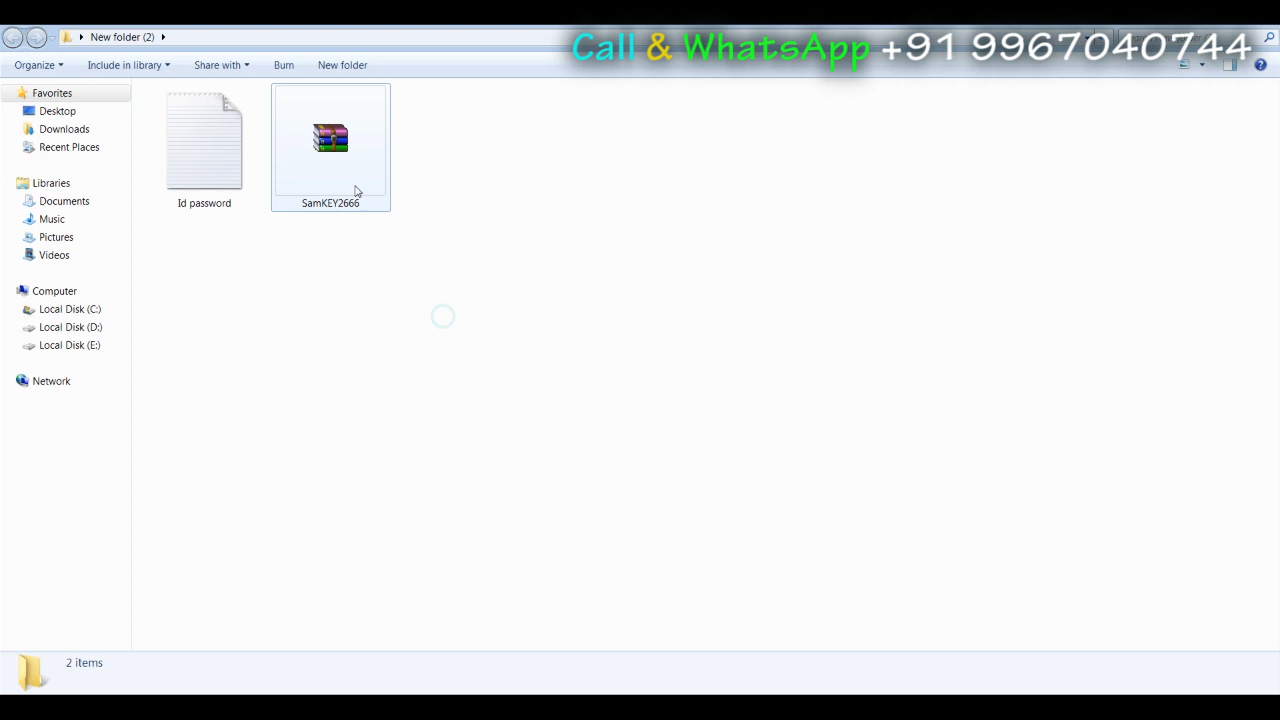 New folder (2)
Call & WhatsApp +91 9967040744
Organize
Include in library
Share with
Burn
New folder
Favorites
Desktop
Downloads
Recent Places
Libraries
Documents
Music
Pictures
Videos
Computer
Local Disk (C:)
Local Disk (D:)
Local Disk (E:)
Network
Id password
SamKEY2666
2 items